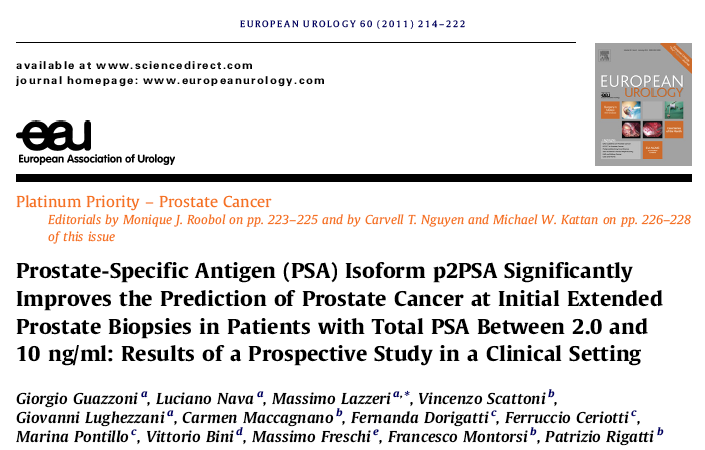 EUROPEAN UROLOGY 60 (2011) 214–222
available at www.sciencedirect.com
journal homepage: www.europeanurology.com
EUROPEAN
UROLOGY
eau
European Association of Urology
Platinum Priority – Prostate Cancer
Editorials by Monique J. Roobol on pp. 223–225 and by Carvell T. Nguyen and Michael W. Kattan on pp. 226–228
of this issue
Prostate-Specific Antigen (PSA) Isoform p2PSA Significantly
Improves the Prediction of Prostate Cancer at Initial Extended
Prostate Biopsies in Patients with Total PSA Between 2.0 and
10 ng/ml: Results of a Prospective Study in a Clinical Setting
Giorgio Guazzoni a, Luciano Nava a, Massimo Lazzeri a,*, Vincenzo Scattoni b,
Giovanni Lughezzani a, Carmen Maccagnano b, Fernanda Dorigatti c, Ferruccio Ceriotti c,
Marina Pontillo c, Vittorio Bini d, Massimo Freschi e, Francesco Montorsi b, Patrizio Rigatti b